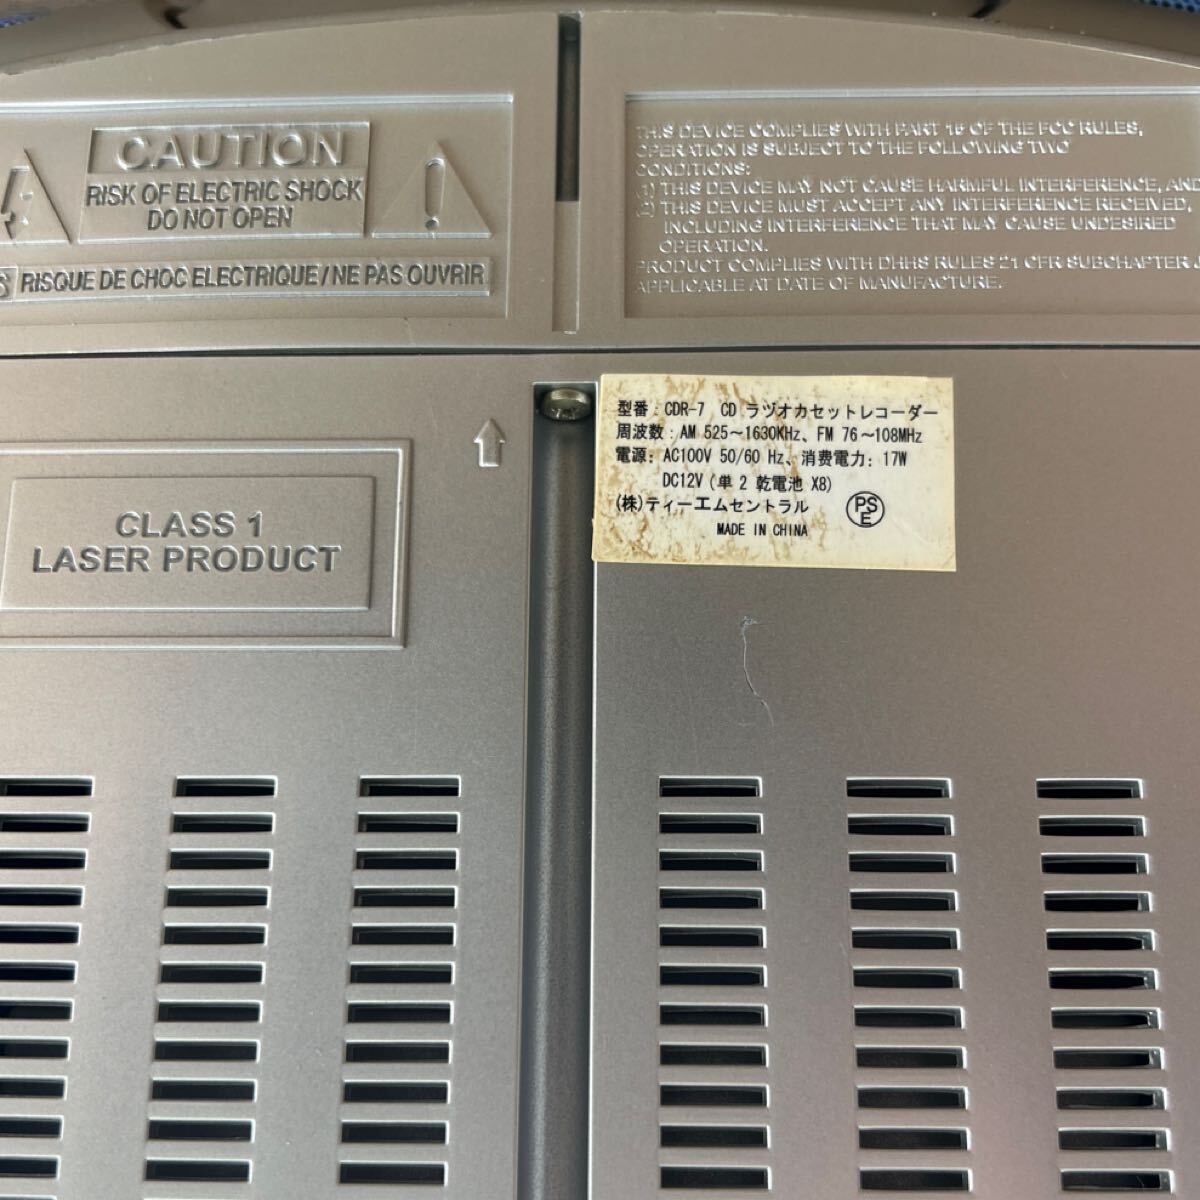 CAUTION
RISK OF ELECTRIC SHOCK
DO NOT OPEN
RISQUE DE CHOC ELECTRIQUE/NE PAS OUVRIR
THIS DEVICE COMPLIES WITH PART 15 OF THE FCC RULES,
OPERATION IS SUBJECT TO THE FOLLOWING TWO
CONDITIONS:
1) THIS DEVICE MAY NOT CAUSE HARMFUL INTERFERENCE, AND
2) THIS DEVICE MUST ACCEPT ANY INTERFERENCE RECEIVED,
INCLUDING INTERFERENCE THAT MAY CAUSE UNDESIRED
OPERATION.
PRODUCT COMPLIES WITH DHHS RULES 21 CFR SUBCHAPTER J
APPLICABLE AT DATE OF MANUFACTURE.
CLASS 1
LASER PRODUCT
型番: CDR-7 CD ラヅオカセットレコーダー
周波数: AM 525～1630KHz、FM 76～108MHz
電源: AC100V 50/60 Hz、消費電力: 17W
DC12V (単 2 乾電池 X8)
(株)ティーエムセントラル
PSE
MADE IN CHINA